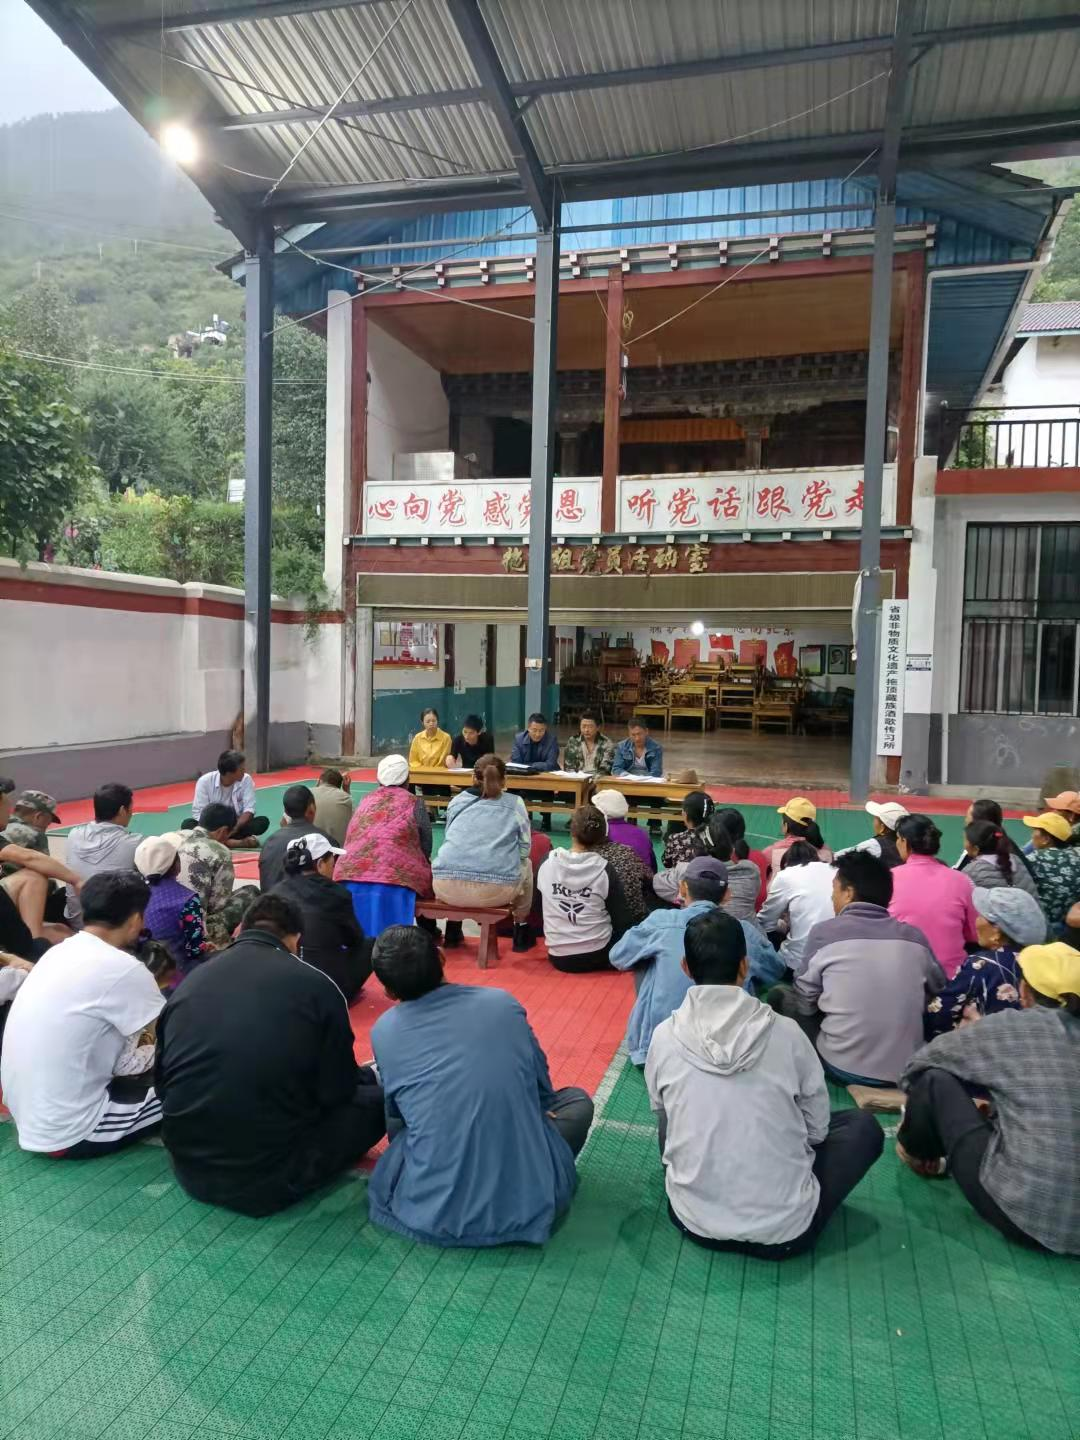 心向党 感党恩 听党话 跟党走
组党员活动室
省级非物质文化遗产拖顶藏族酒歌传习所